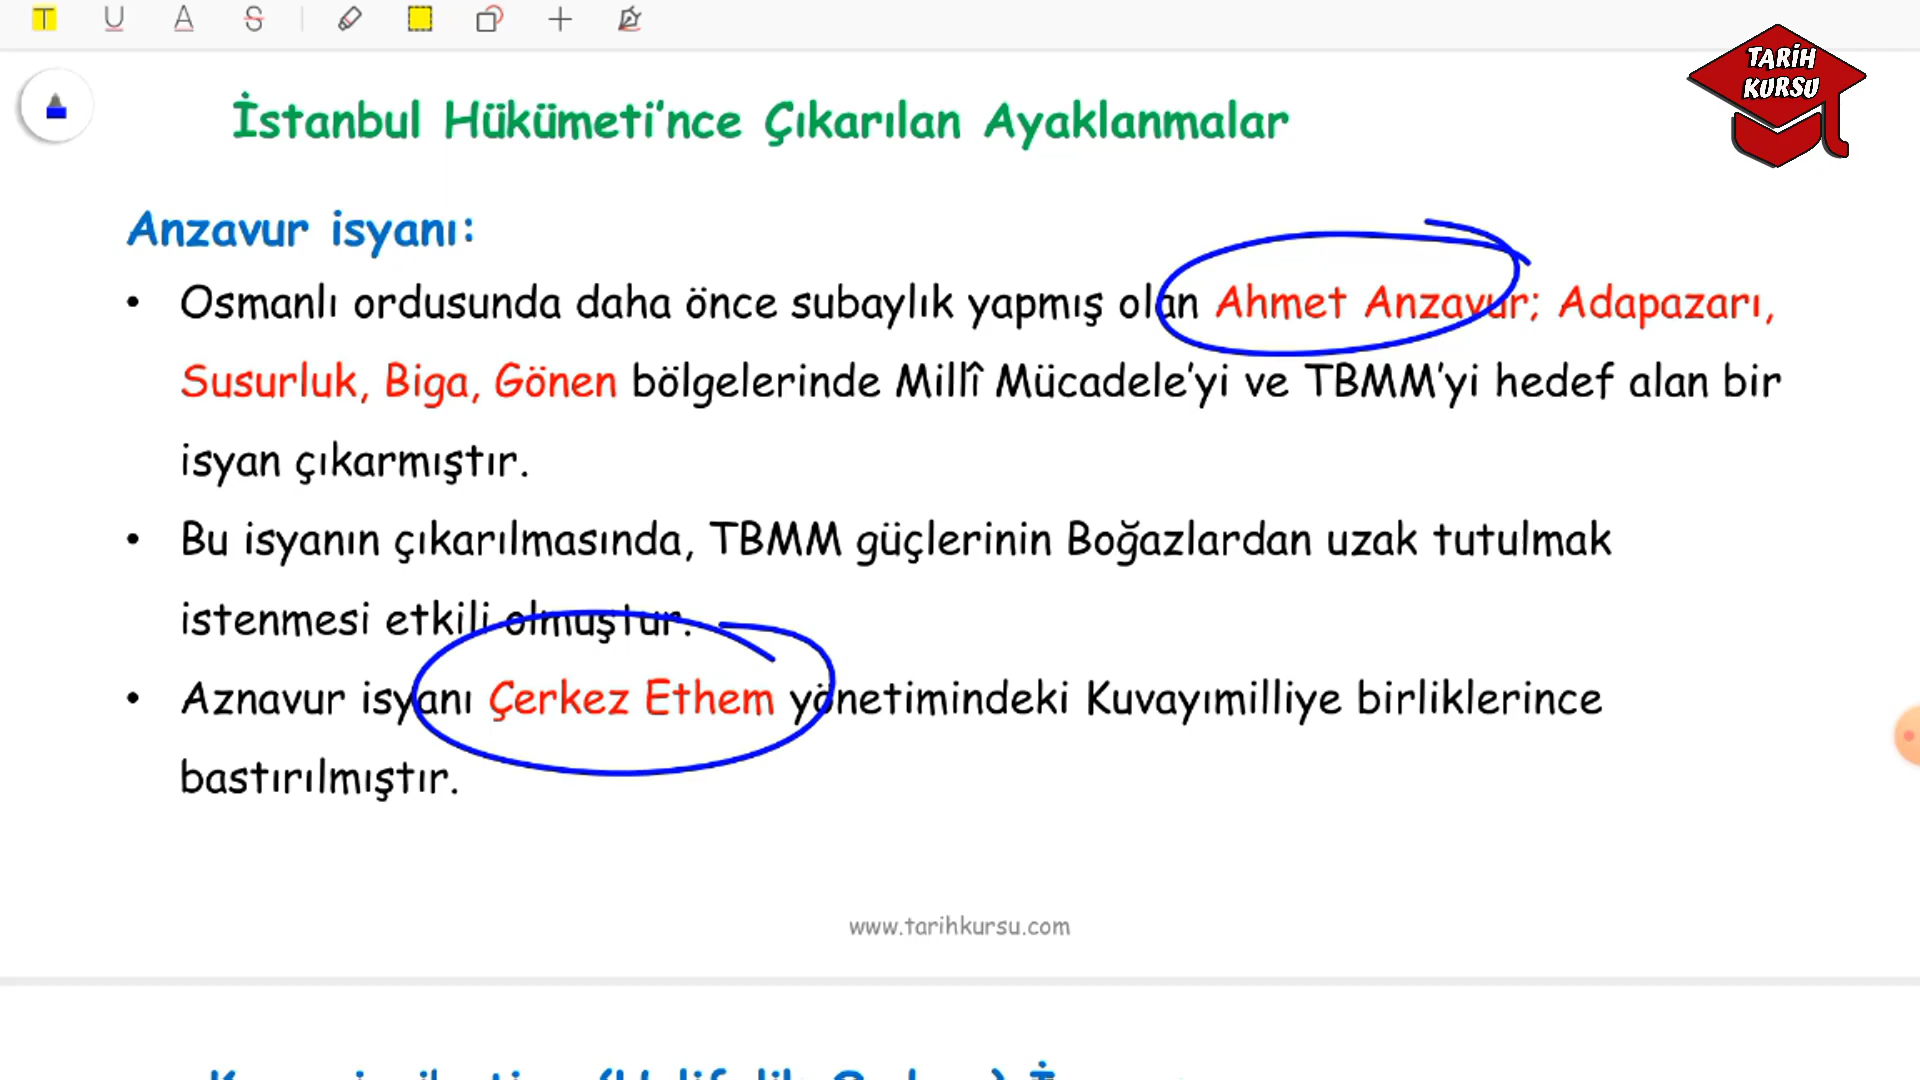 TARİH
KURSU
İstanbul Hükümeti'nce Çıkarılan Ayaklanmalar
Anzavur isyanı:
• Osmanlı ordusunda daha önce subaylık yapmış olan Ahmet Anzavur; Adapazarı,
Susurluk, Biga, Gönen bölgelerinde Millî Mücadele'yi ve TBMM'yi hedef alan bir
isyan çıkarmıştır.
• Bu isyanın çıkarılmasında, TBMM güçlerinin Boğazlardan uzak tutulmak
istenmesi etkili olmuştur.
• Aznavur isyanı Çerkez Ethem yönetimindeki Kuvayımilliye birliklerince
bastırılmıştır.
www.tarihkursu.com